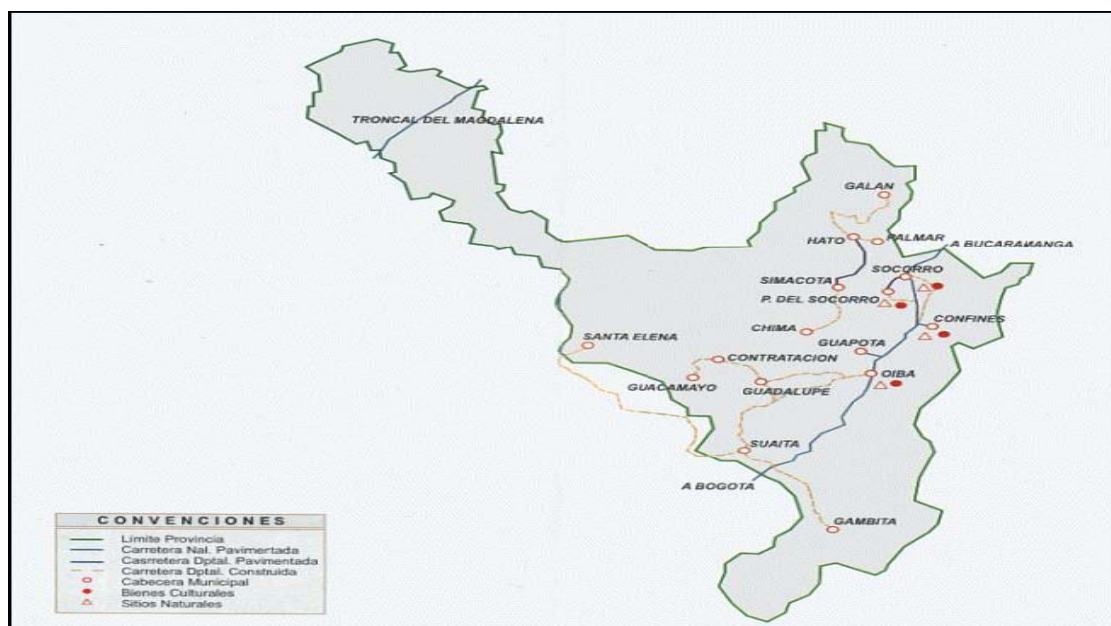 TRONCAL DEL MAGDALENA
GALAN
HATO
PALMAR
A BUCARAMANGA
SOCORRO
SIMACOTA
P. DEL SOCORRO
CONFINES
CHIMA
SANTA ELENA
GUAPOTA
CONTRATACION
OIBA
GUACAMAYO
GUADALUPE
SUAITA
A BOGOTA
GAMBITA
CONVENCIONES
Límite Provincia
Carretera Nal. Pavimertada
Casrretera Dptal. Pavimentada
Carretera Dptal. Construida
Cabecera Municipal
Bienes Culturales
Sitios Naturales